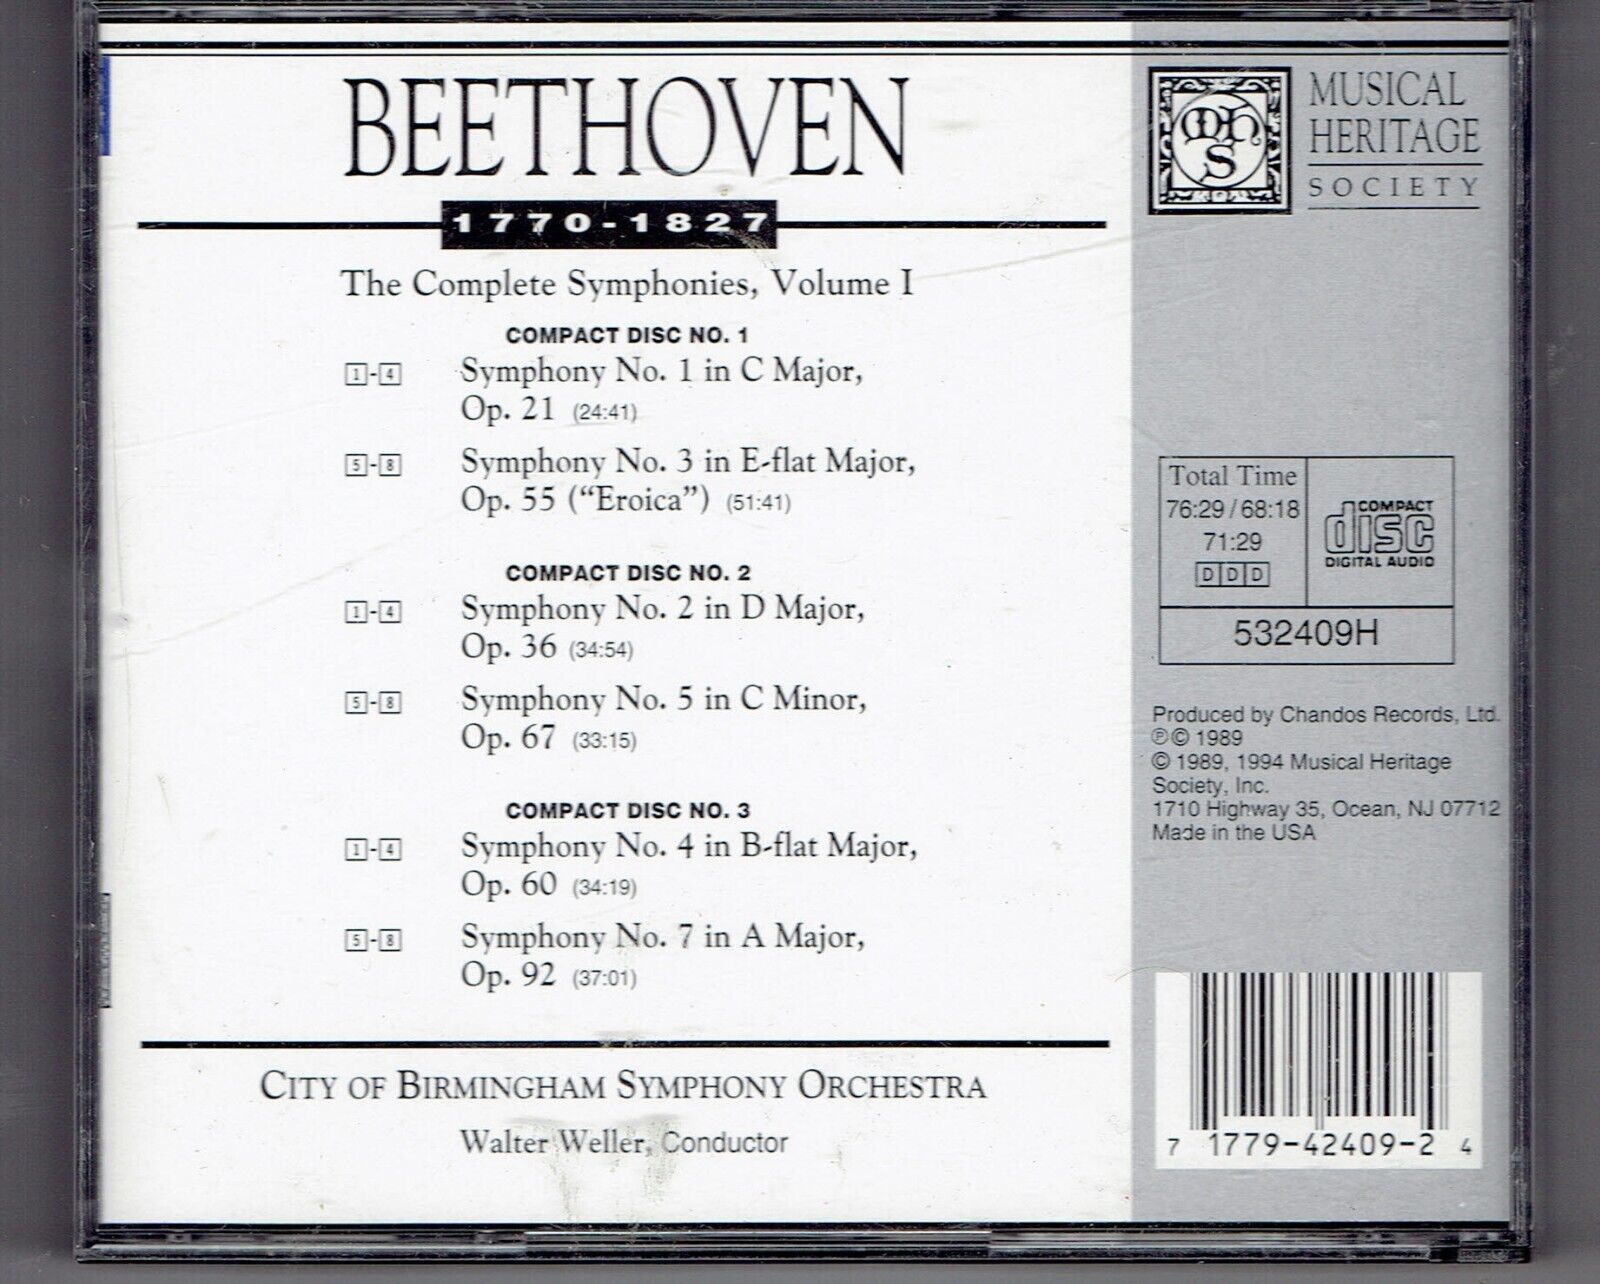 BEETHOVEN
1770-1827
The Complete Symphonies, Volume I
COMPACT DISC NO. 1
1-4 Symphony No. 1 in C Major,
Op. 21 (24:41)
5-8 Symphony No. 3 in E-flat Major,
Op. 55 (“Eroica”) (51:41)
COMPACT DISC NO. 2
1-4 Symphony No. 2 in D Major,
Op. 36 (34:54)
5-8 Symphony No. 5 in C Minor,
Op. 67 (33:15)
COMPACT DISC NO. 3
1-4 Symphony No. 4 in B-flat Major,
Op. 60 (34:19)
5-8 Symphony No. 7 in A Major,
Op. 92 (37:01)
CITY OF BIRMINGHAM SYMPHONY ORCHESTRA
Walter Weller, Conductor
mhs
MUSICAL
HERITAGE
SOCIETY
Total Time
76:29/68:18
71:29
DDD
COMPACT
disc
DIGITAL AUDIO
532409H
Produced by Chandos Records, Ltd.
℗© 1989
© 1989, 1994 Musical Heritage
Society, Inc.
1710 Highway 35, Ocean, NJ 07712
Made in the USA
7 1779-42409-2 4